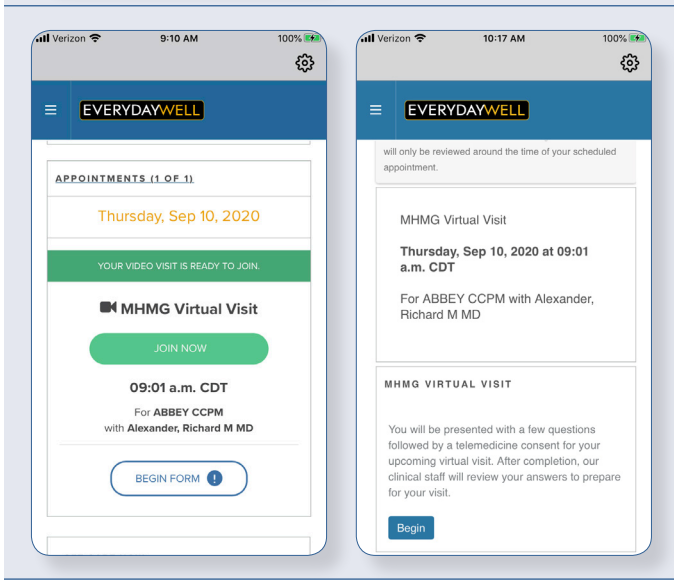 Verizon 9:10 AM 100%
EVERYDAYWELL
APPOINTMENTS (1 OF 1)
Thursday, Sep 10, 2020
YOUR VIDEO VISIT IS READY TO JOIN.
MHMG Virtual Visit
JOIN NOW
09:01 a.m. CDT
For ABBEY CCPM
with Alexander, Richard M MD
BEGIN FORM !
Verizon 10:17 AM 100%
EVERYDAYWELL
will only be reviewed around the time of your scheduled
appointment.
MHMG Virtual Visit
Thursday, Sep 10, 2020 at 09:01
a.m. CDT
For ABBEY CCPM with Alexander,
Richard M MD
MHMG VIRTUAL VISIT
You will be presented with a few questions
followed by a telemedicine consent for your
upcoming virtual visit. After completion, our
clinical staff will review your answers to prepare
for your visit.
Begin